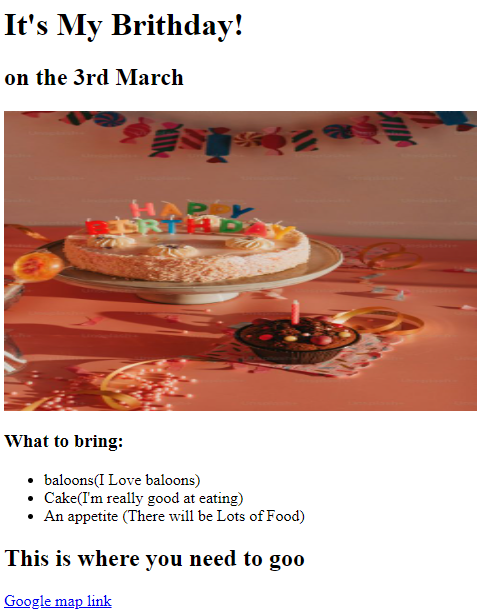 It's My Brithday!
on the 3rd March
HAPPY
BIRTHDAY
What to bring:
baloons(I Love baloons)
Cake(I'm really good at eating)
An appetite (There will be Lots of Food)
This is where you need to goo
Google map link